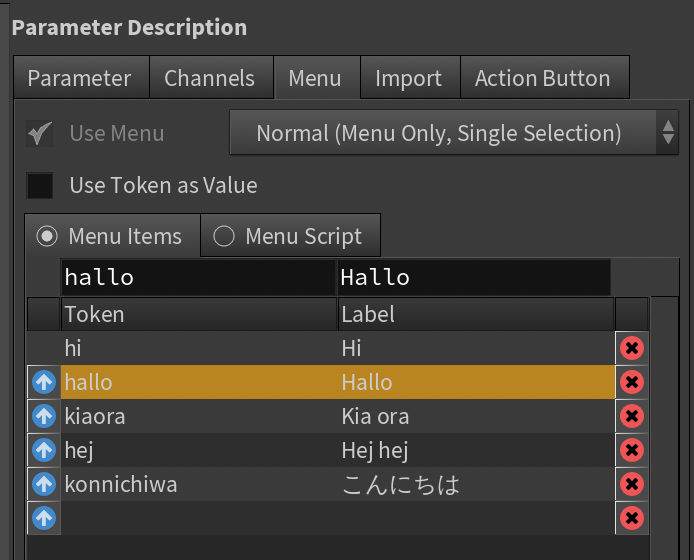 Parameter Description
Parameter Channels Menu Import Action Button
Use Menu Normal (Menu Only, Single Selection)
Use Token as Value
Menu Items Menu Script
hallo Hallo
Token Label
hi Hi
hallo Hallo
kiaora Kia ora
hej Hej hej
konnichiwa こんにちは